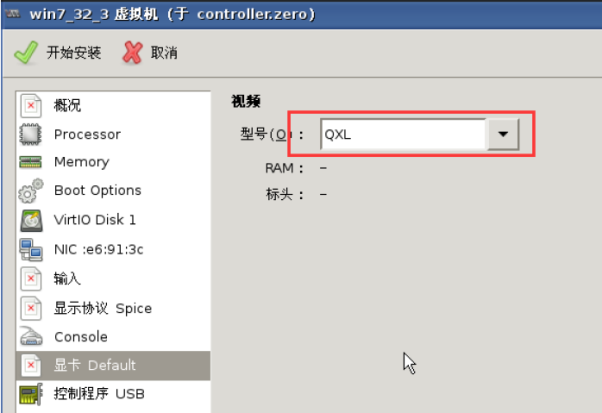 win7_32_3 虚拟机 (于 controller.zero)
开始安装 取消
概况
Processor
Memory
Boot Options
VirtIO Disk 1
NIC :e6:91:3c
输入
显示协议 Spice
Console
显卡 Default
控制程序 USB
视频
型号(O) : QXL
RAM : -
标头 : -